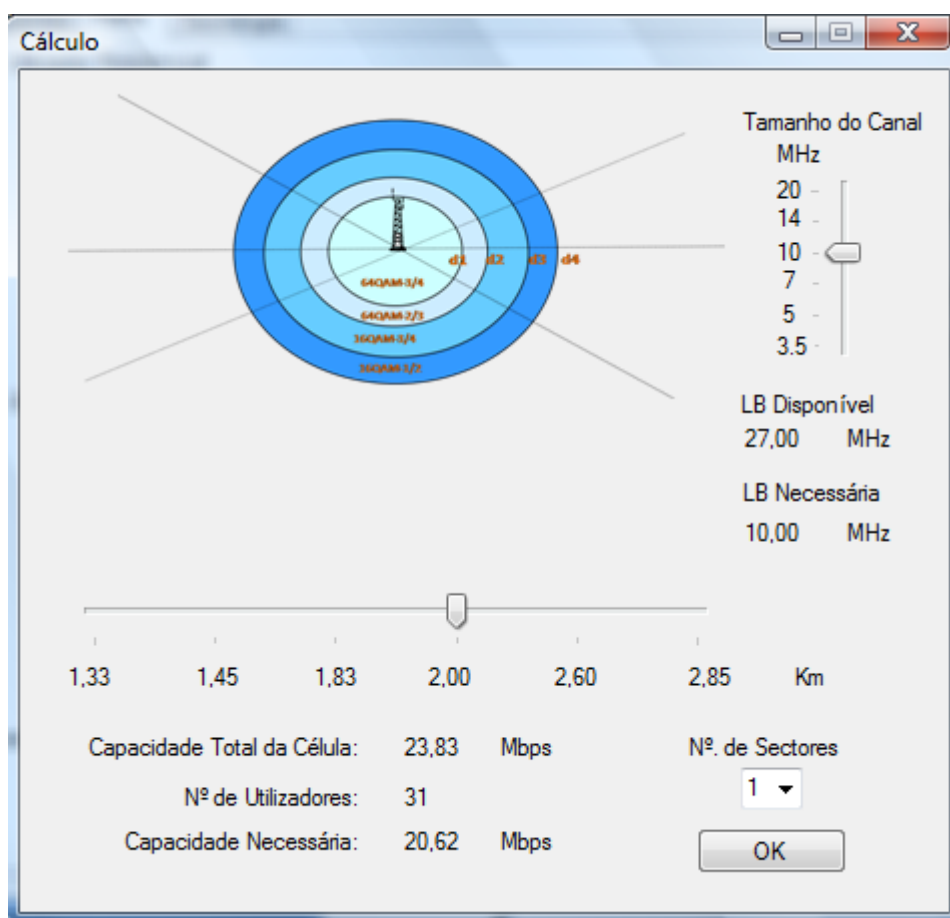 Cálculo
Tamanho do Canal
MHz
20
14
10
7
5
3.5
d1 d2 d3 d4
64QAM-3/4
64QAM-2/3
16QAM-3/4
16QAM-1/2
LB Disponível
27,00 MHz
LB Necessária
10,00 MHz
1,33 1,45 1,83 2,00 2,60 2,85 Km
Capacidade Total da Célula: 23,83 Mbps
Nº de Utilizadores: 31
Capacidade Necessária: 20,62 Mbps
Nº. de Sectores
1
OK